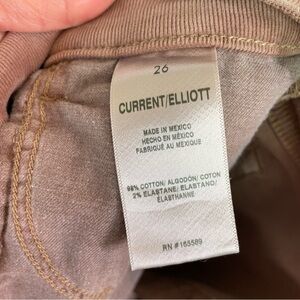 26
CURRENT/ELLIOTT
MADE IN MEXICO
HECHO EN MÉXICO
FABRIQUÉ AU MEXIQUE
98% COTTON/ ALGODÓN/ COTON
2% ELASTANE/ ELASTANO/
ÉLASTHANNE
RN #165589